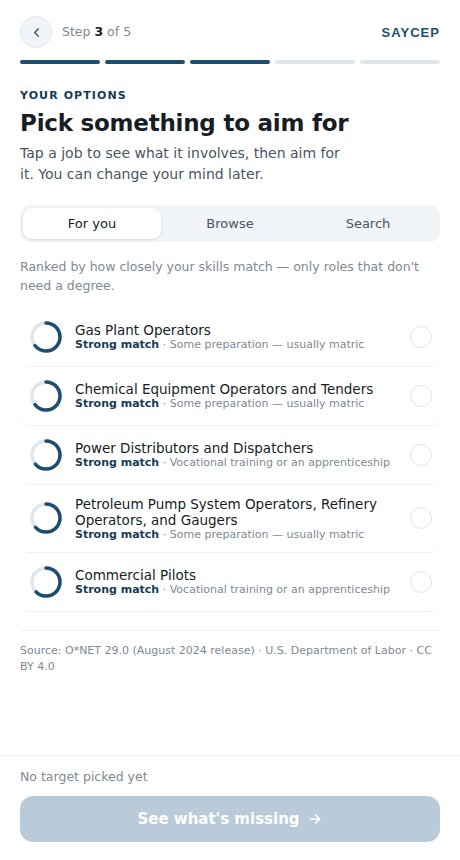 Step 3 of 5
SAYCEP
YOUR OPTIONS
Pick something to aim for
Tap a job to see what it involves, then aim for
it. You can change your mind later.
For you
Browse
Search
Ranked by how closely your skills match — only roles that don't
need a degree.
Gas Plant Operators
Strong match · Some preparation — usually matric
Chemical Equipment Operators and Tenders
Strong match · Some preparation — usually matric
Power Distributors and Dispatchers
Strong match · Vocational training or an apprenticeship
Petroleum Pump System Operators, Refinery
Operators, and Gaugers
Strong match · Some preparation — usually matric
Commercial Pilots
Strong match · Vocational training or an apprenticeship
Source: O*NET 29.0 (August 2024 release) · U.S. Department of Labor · CC
BY 4.0
No target picked yet
See what's missing →